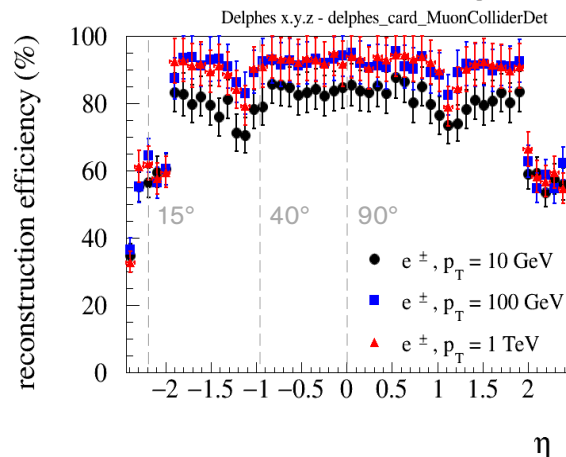 Delphes x.y.z - delphes_card_MuonColliderDet
reconstruction efficiency (%)
100
80
60
40
20
0
15° 40° 90°
e ±, p_T = 10 GeV
e ±, p_T = 100 GeV
e ±, p_T = 1 TeV
−2 −1.5 −1 −0.5 0 0.5 1 1.5 2
η